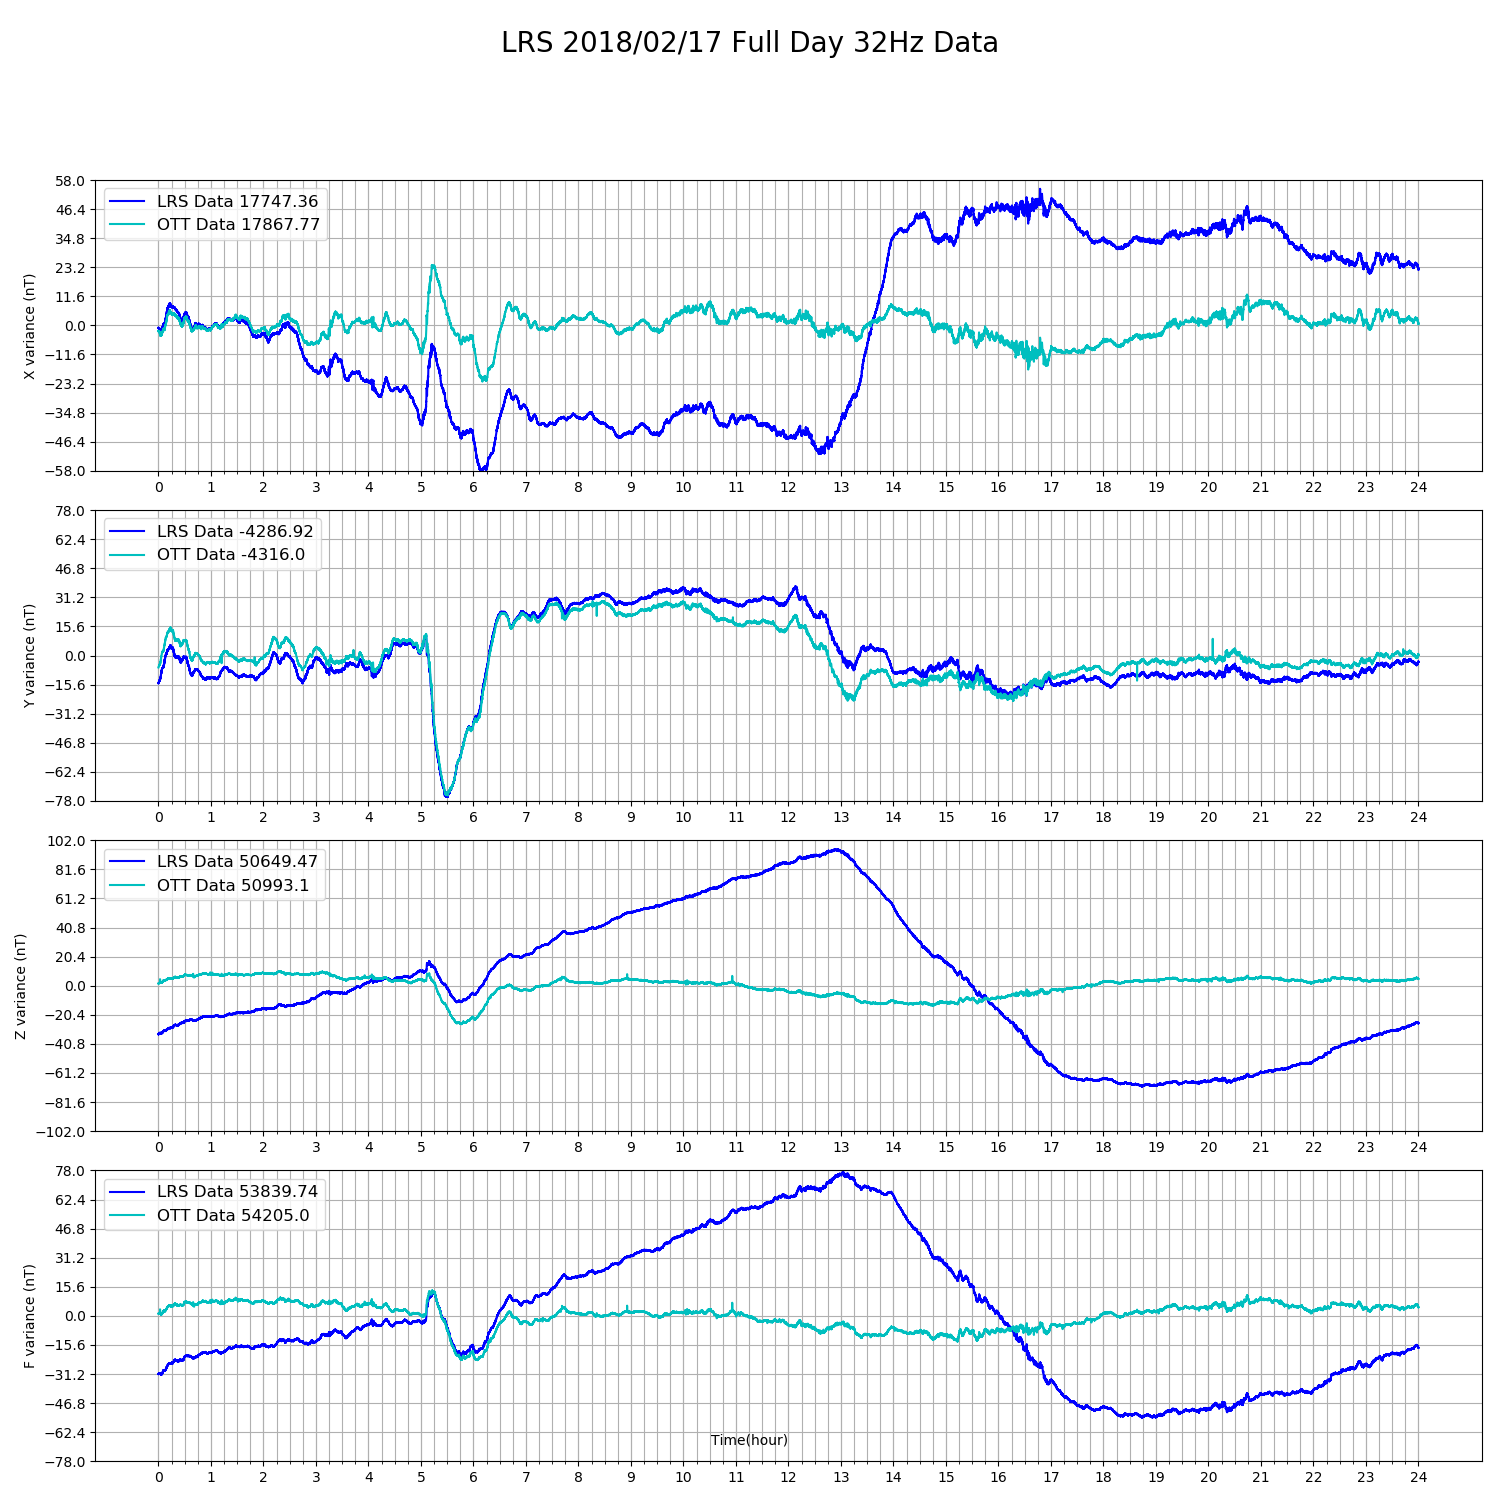 LRS 2018/02/17 Full Day 32Hz Data
X variance (nT)
58.0
46.4
34.8
23.2
11.6
0.0
−11.6
−23.2
−34.8
−46.4
−58.0
LRS Data 17747.36
OTT Data 17867.77
0 1 2 3 4 5 6 7 8 9 10 11 12 13 14 15 16 17 18 19 20 21 22 23 24
Y variance (nT)
78.0
62.4
46.8
31.2
15.6
0.0
−15.6
−31.2
−46.8
−62.4
−78.0
LRS Data -4286.92
OTT Data -4316.0
0 1 2 3 4 5 6 7 8 9 10 11 12 13 14 15 16 17 18 19 20 21 22 23 24
Z variance (nT)
102.0
81.6
61.2
40.8
20.4
0.0
−20.4
−40.8
−61.2
−81.6
−102.0
LRS Data 50649.47
OTT Data 50993.1
0 1 2 3 4 5 6 7 8 9 10 11 12 13 14 15 16 17 18 19 20 21 22 23 24
F variance (nT)
78.0
62.4
46.8
31.2
15.6
0.0
−15.6
−31.2
−46.8
−62.4
−78.0
LRS Data 53839.74
OTT Data 54205.0
Time(hour)
0 1 2 3 4 5 6 7 8 9 10 11 12 13 14 15 16 17 18 19 20 21 22 23 24